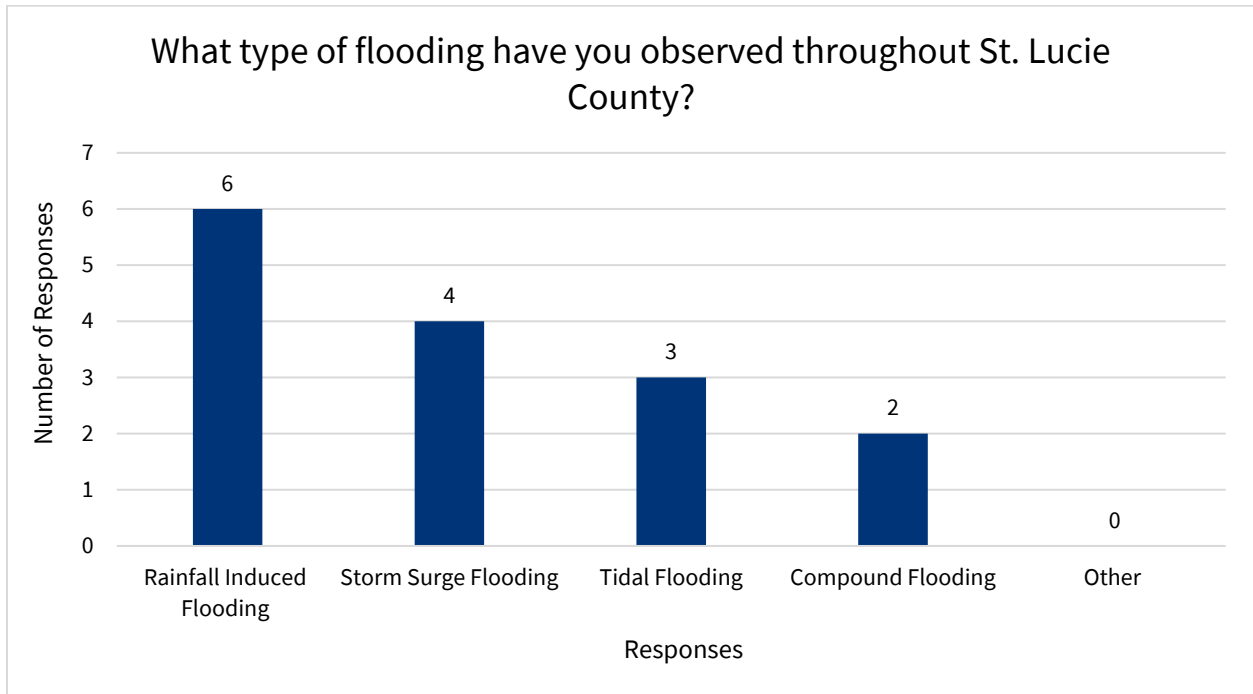 What type of flooding have you observed throughout St. Lucie
County?
7
6
5
4
3
2
1
0
Number of Responses
6
4
3
2
0
Rainfall Induced
Flooding
Storm Surge Flooding
Tidal Flooding
Compound Flooding
Other
Responses